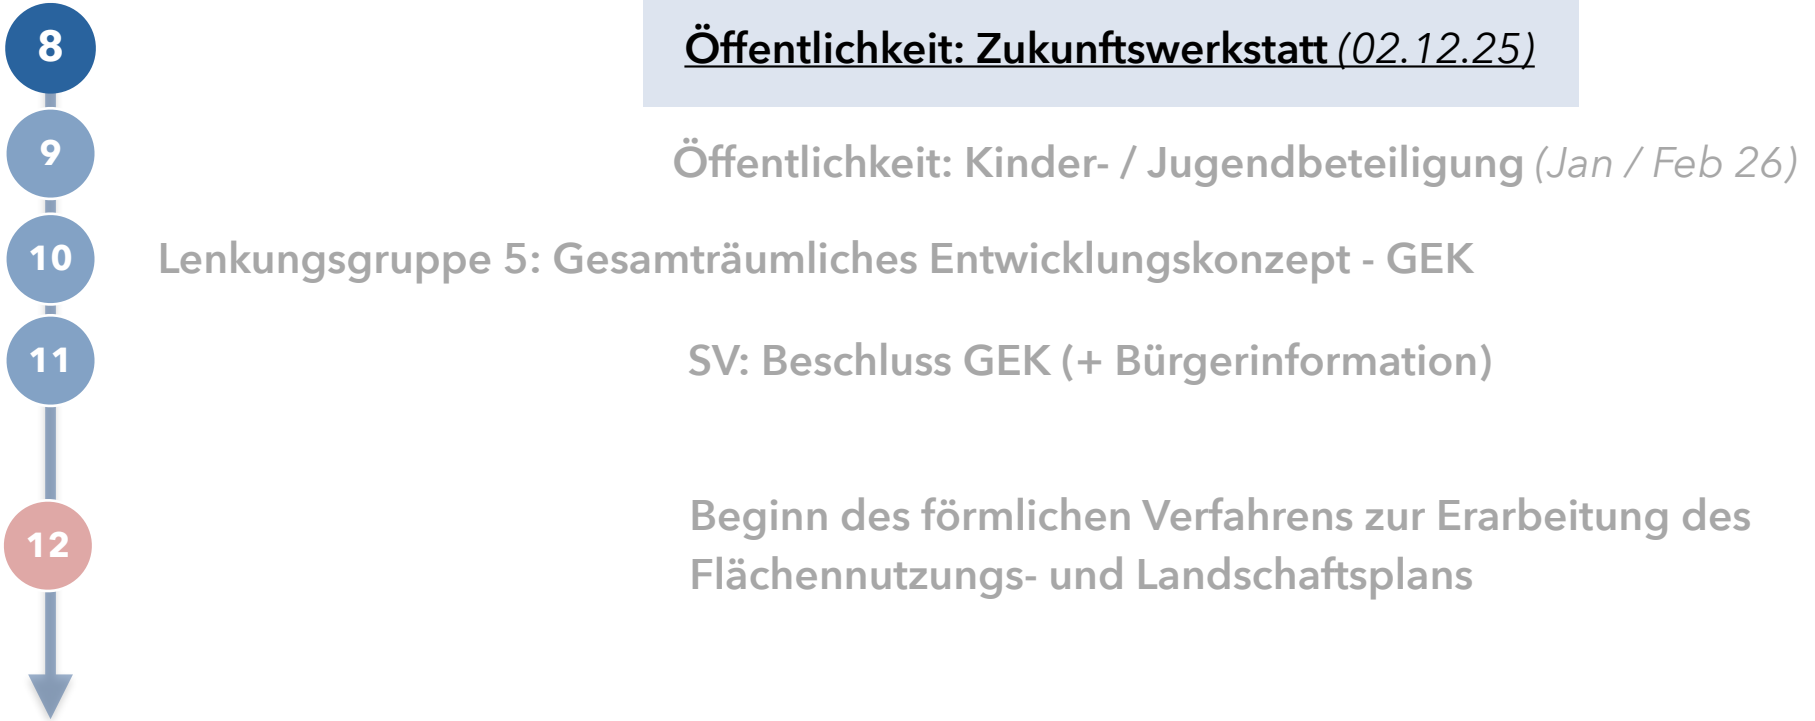 8 Öffentlichkeit: Zukunftswerkstatt (02.12.25)
9 Öffentlichkeit: Kinder- / Jugendbeteiligung (Jan / Feb 26)
10 Lenkungsgruppe 5: Gesamträumliches Entwicklungskonzept - GEK
11 SV: Beschluss GEK (+ Bürgerinformation)
12 Beginn des förmlichen Verfahrens zur Erarbeitung des
Flächennutzungs- und Landschaftsplans